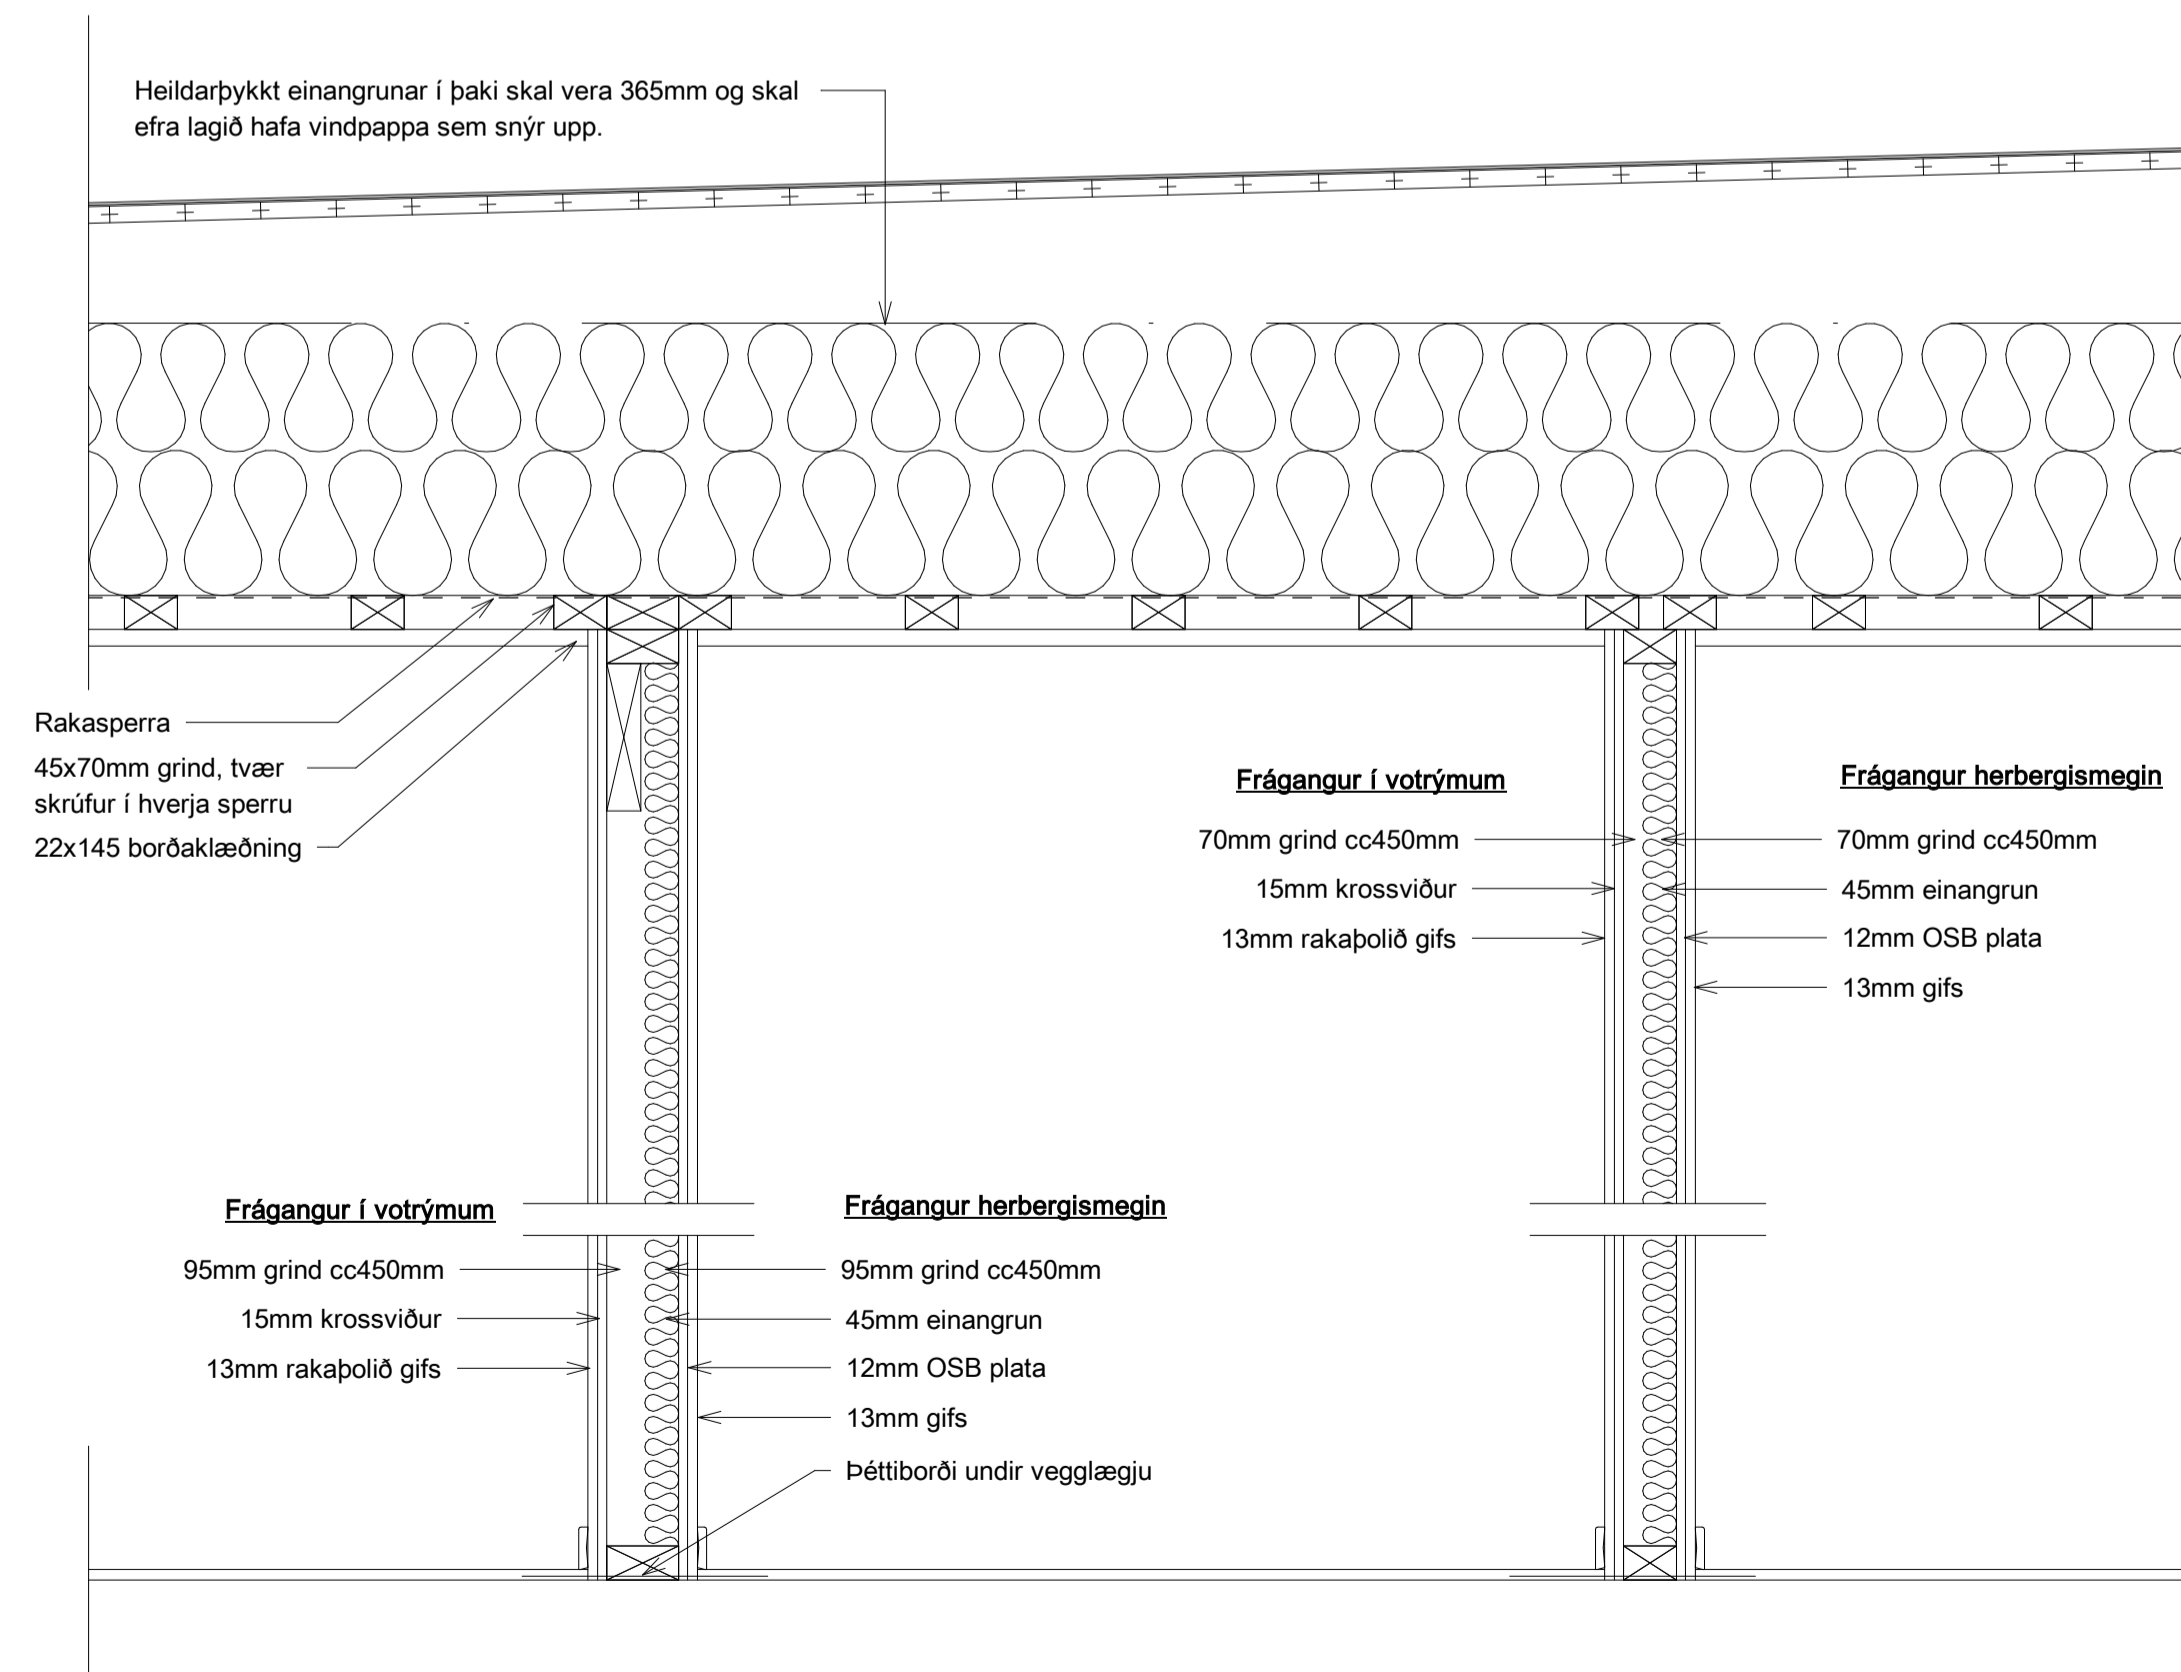 Heildarþykkt einangrunar í þaki skal vera 365mm og skal
efra lagið hafa vindpappa sem snýr upp.
Rakasperra
45x70mm grind, tvær
skrúfur í hverja sperru
22x145 borðaklæðning
Frágangur í votrýmum
70mm grind cc450mm
15mm krossviður
13mm rakaþolið gifs
Frágangur herbergismegin
70mm grind cc450mm
45mm einangrun
12mm OSB plata
13mm gifs
Frágangur í votrýmum
95mm grind cc450mm
15mm krossviður
13mm rakaþolið gifs
Frágangur herbergismegin
95mm grind cc450mm
45mm einangrun
12mm OSB plata
13mm gifs
Þéttiborði undir vegglægju